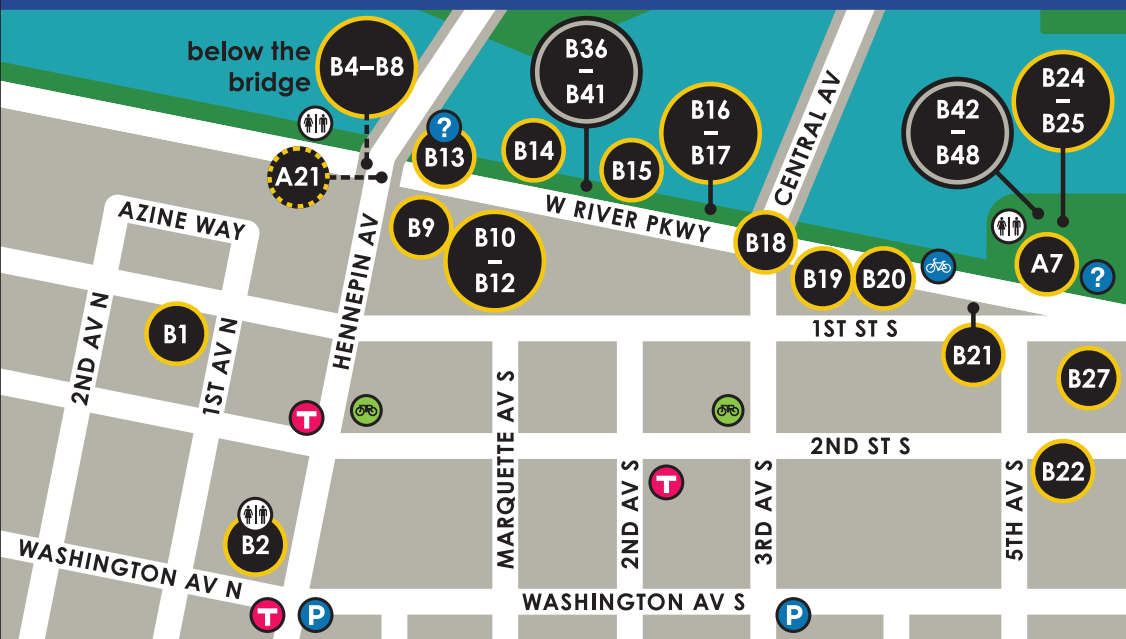 below the
bridge
B4–B8
B36
–
B41
B16
–
B17
CENTRAL AV
B42
–
B48
B24
–
B25
?
B13
B14
B15
A21
W RIVER PKWY
AZINE WAY
B9
B10
–
B12
B18
B19
B20
A7
?
HENNEPIN AV
B1
2ND AV N
1ST AV N
1ST ST S
B21
B27
T
MARQUETTE AV S
2ND ST S
2ND AV S
T
3RD AV S
5TH AV S
B22
B2
WASHINGTON AV N
T
P
WASHINGTON AV S
P